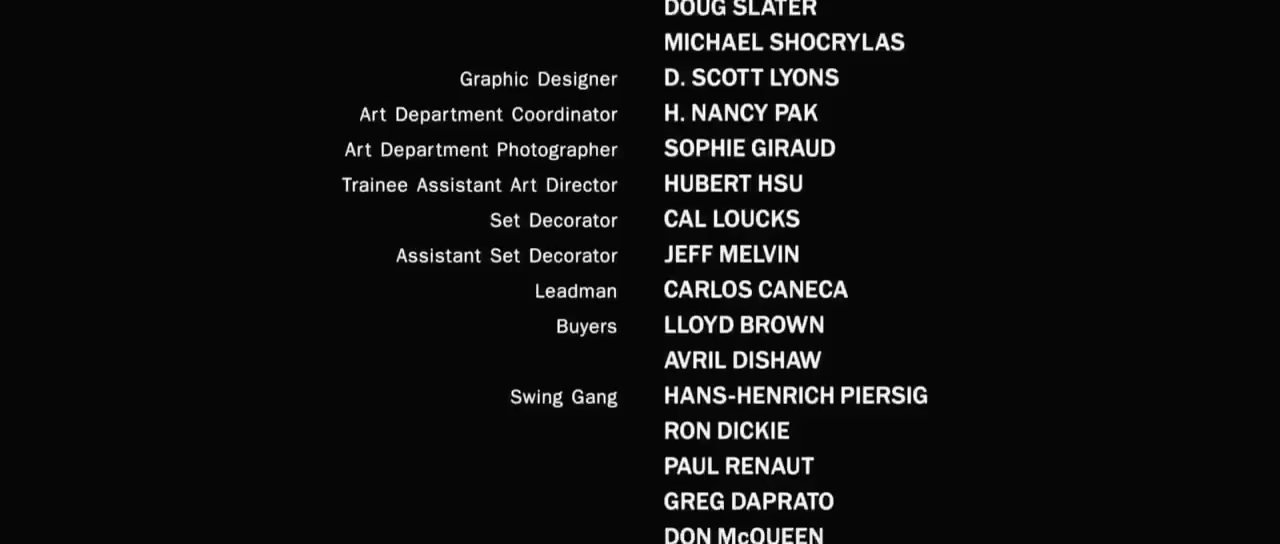 DOUG SLATER
MICHAEL SHOCRYLAS
Graphic Designer D. SCOTT LYONS
Art Department Coordinator H. NANCY PAK
Art Department Photographer SOPHIE GIRAUD
Trainee Assistant Art Director HUBERT HSU
Set Decorator CAL LOUCKS
Assistant Set Decorator JEFF MELVIN
Leadman CARLOS CANECA
Buyers LLOYD BROWN
AVRIL DISHAW
Swing Gang HANS-HENRICH PIERSIG
RON DICKIE
PAUL RENAUT
GREG DAPRATO
DON McQUEEN